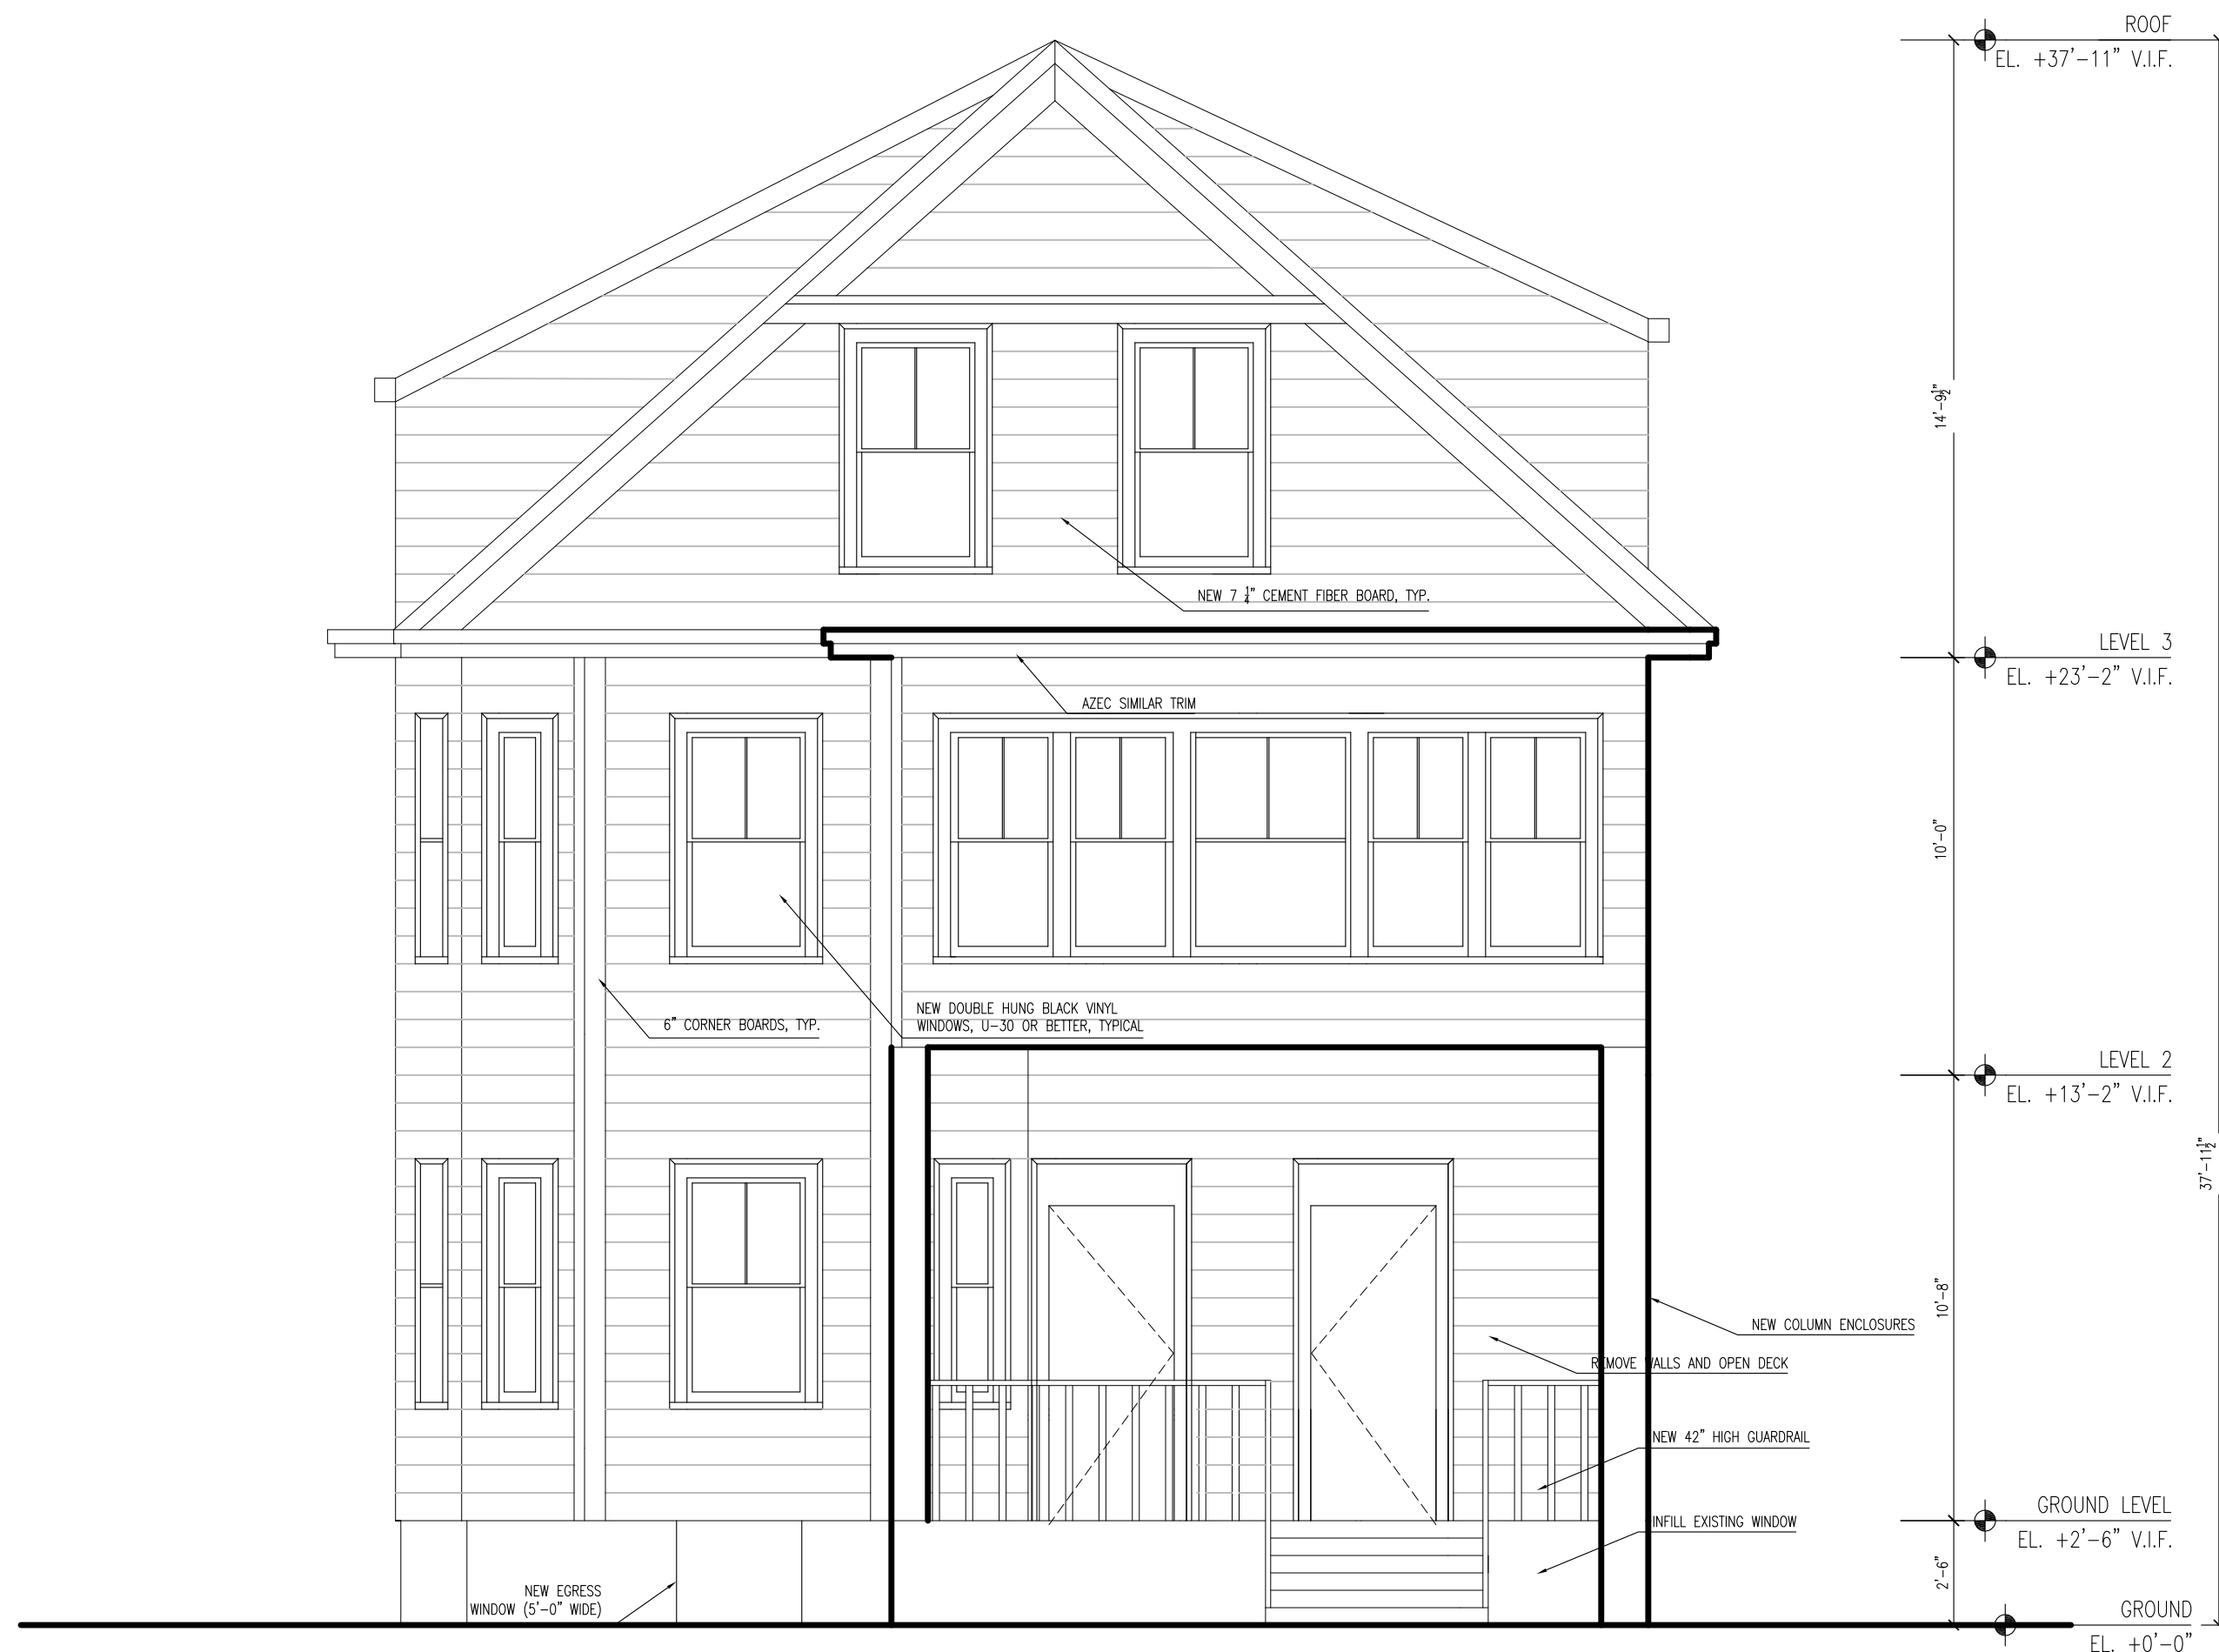 ROOF
EL. +37'-11" V.I.F.
14'-9½"
NEW 7 ¼" CEMENT FIBER BOARD, TYP.
LEVEL 3
EL. +23'-2" V.I.F.
AZEC SIMILAR TRIM
10'-0"
NEW DOUBLE HUNG BLACK VINYL
WINDOWS, U-30 OR BETTER, TYPICAL
6" CORNER BOARDS, TYP.
LEVEL 2
EL. +13'-2" V.I.F.
37'-11½"
10'-8"
NEW COLUMN ENCLOSURES
REMOVE WALLS AND OPEN DECK
NEW 42" HIGH GUARDRAIL
GROUND LEVEL
EL. +2'-6" V.I.F.
INFILL EXISTING WINDOW
2'-6"
NEW EGRESS
WINDOW (5'-0" WIDE)
GROUND
EL. +0'-0"